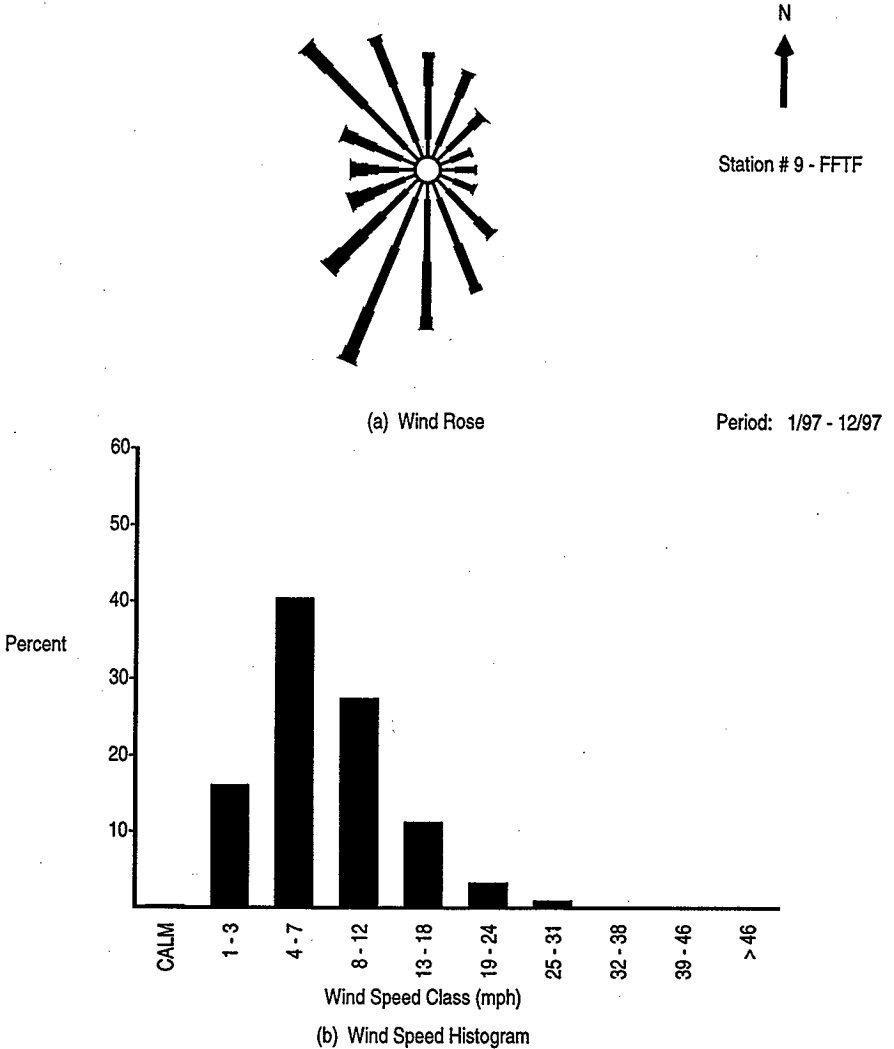 N
Station # 9 - FFTF
(a) Wind Rose
Period: 1/97 - 12/97
60
50
40
30
20
10
Percent
CALM
1 - 3
4 - 7
8 - 12
13 - 18
19 - 24
25 - 31
32 - 38
39 - 46
> 46
Wind Speed Class (mph)
(b) Wind Speed Histogram